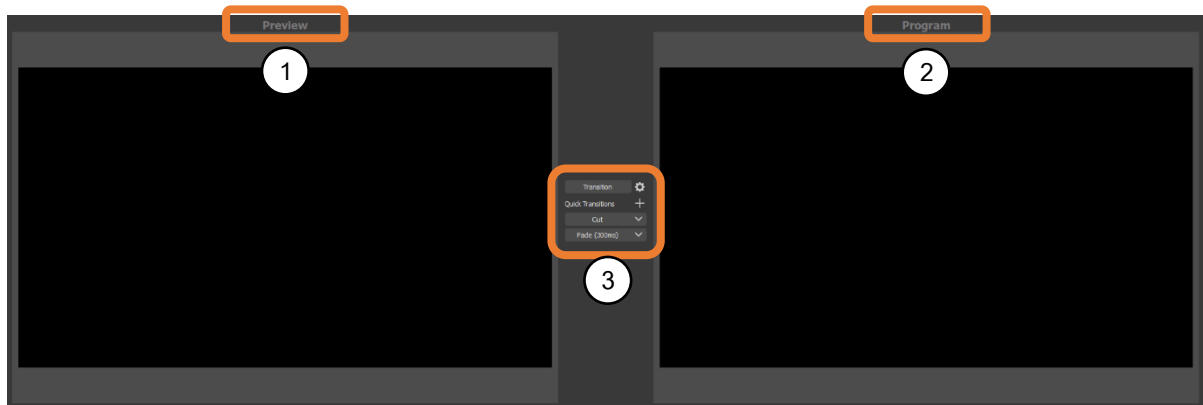 Preview
Program
1
2
Transition
Quick Transitions
Cut
Fade (300ms)
3